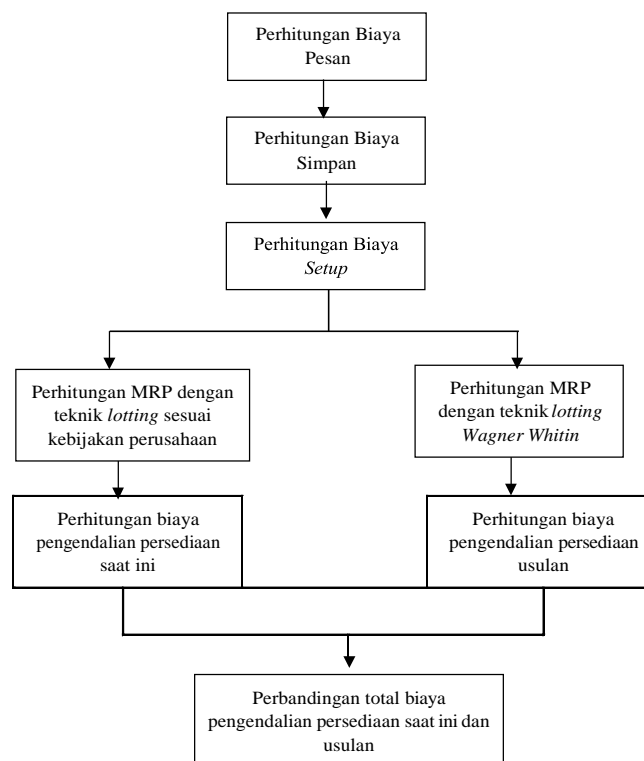 Perhitungan Biaya
Pesan
Perhitungan Biaya
Simpan
Perhitungan Biaya
Setup
Perhitungan MRP dengan
teknik lotting sesuai
kebijakan perusahaan
Perhitungan MRP
dengan teknik lotting
Wagner Whitin
Perhitungan biaya
pengendalian persediaan
saat ini
Perhitungan biaya
pengendalian persediaan
usulan
Perbandingan total biaya
pengendalian persediaan saat ini dan
usulan